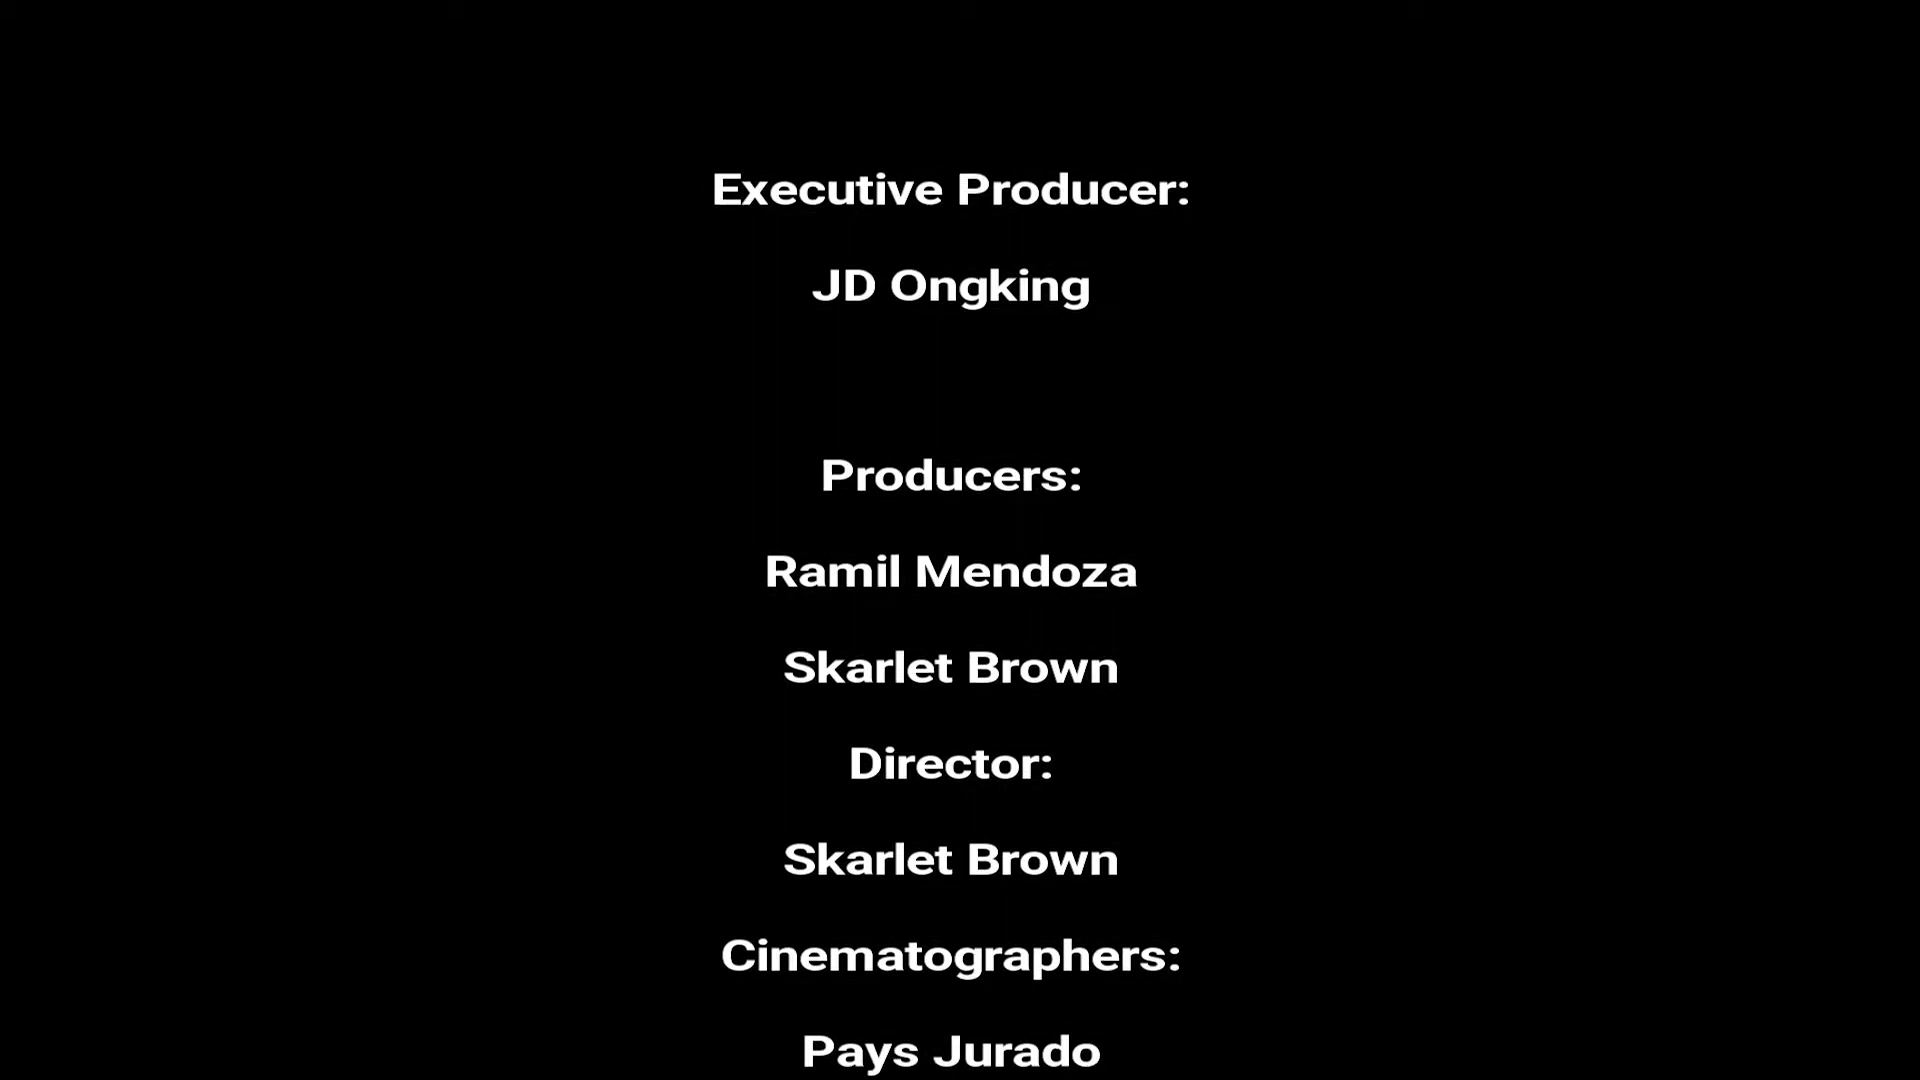 Executive Producer:
JD Ongking
Producers:
Ramil Mendoza
Skarlet Brown
Director:
Skarlet Brown
Cinematographers:
Pays Jurado